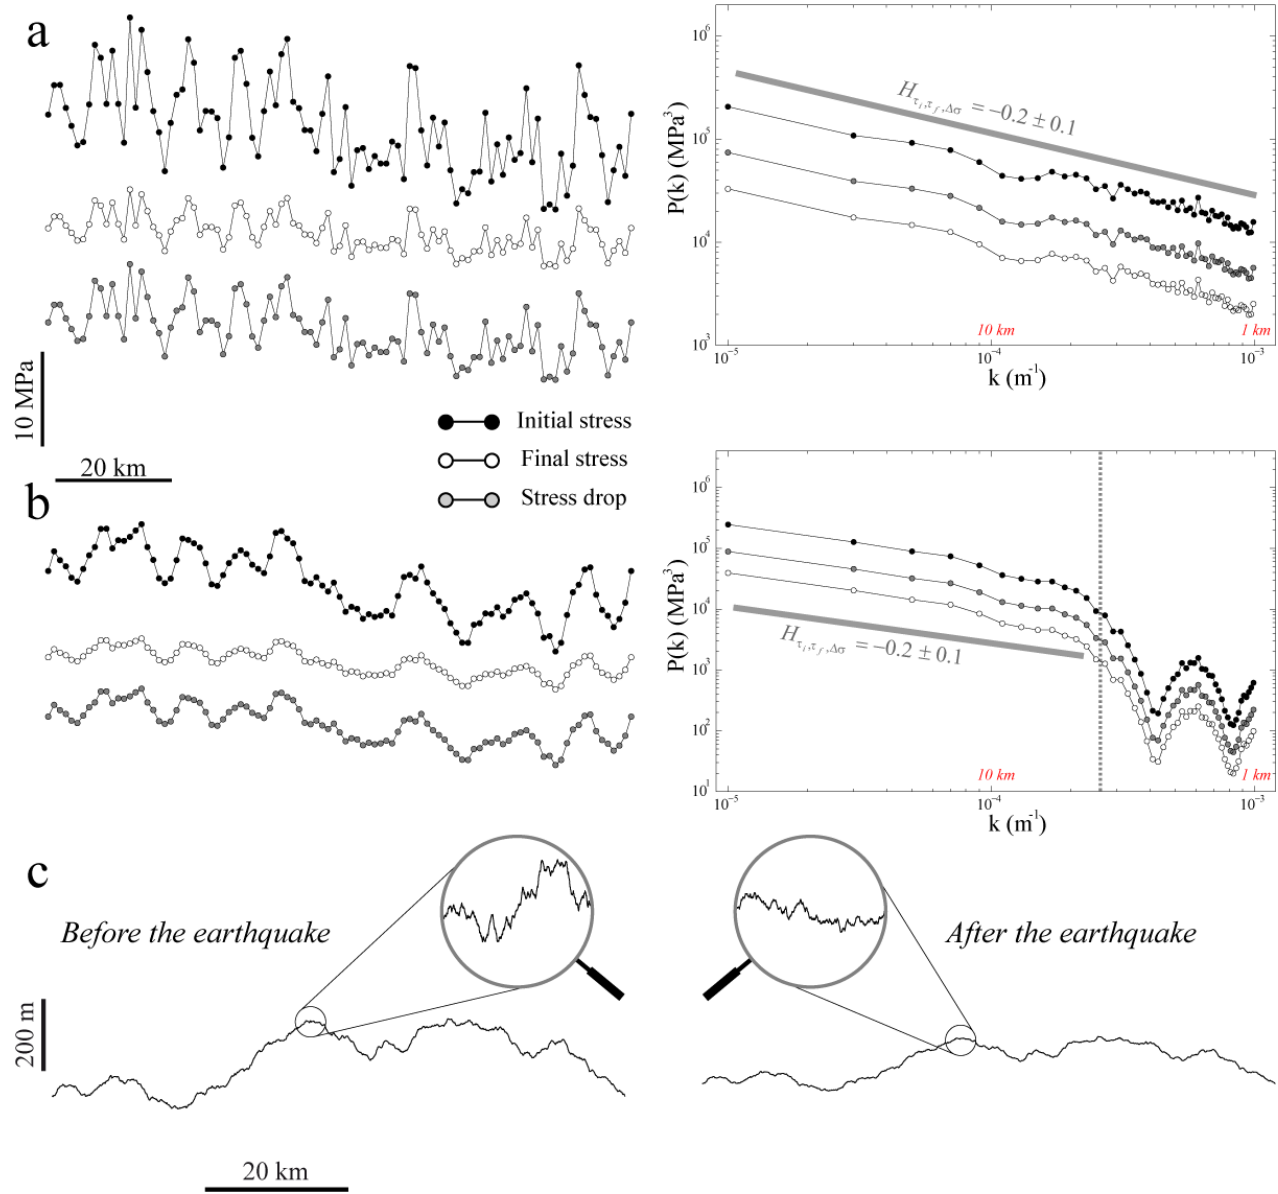 a
10 MPa
20 km
P(k) (MPa³)
10⁶
10⁵
10⁴
10³
H_{τi,τf,Δσ} = −0.2 ± 0.1
10 km
1 km
10⁻⁵
10⁻⁴
10⁻³
k (m⁻¹)
Initial stress
Final stress
Stress drop
b
P(k) (MPa³)
10⁶
10⁵
10⁴
10³
10²
10¹
H_{τi,τf,Δσ} = −0.2 ± 0.1
10 km
1 km
10⁻⁵
10⁻⁴
10⁻³
k (m⁻¹)
c
Before the earthquake
After the earthquake
200 m
20 km